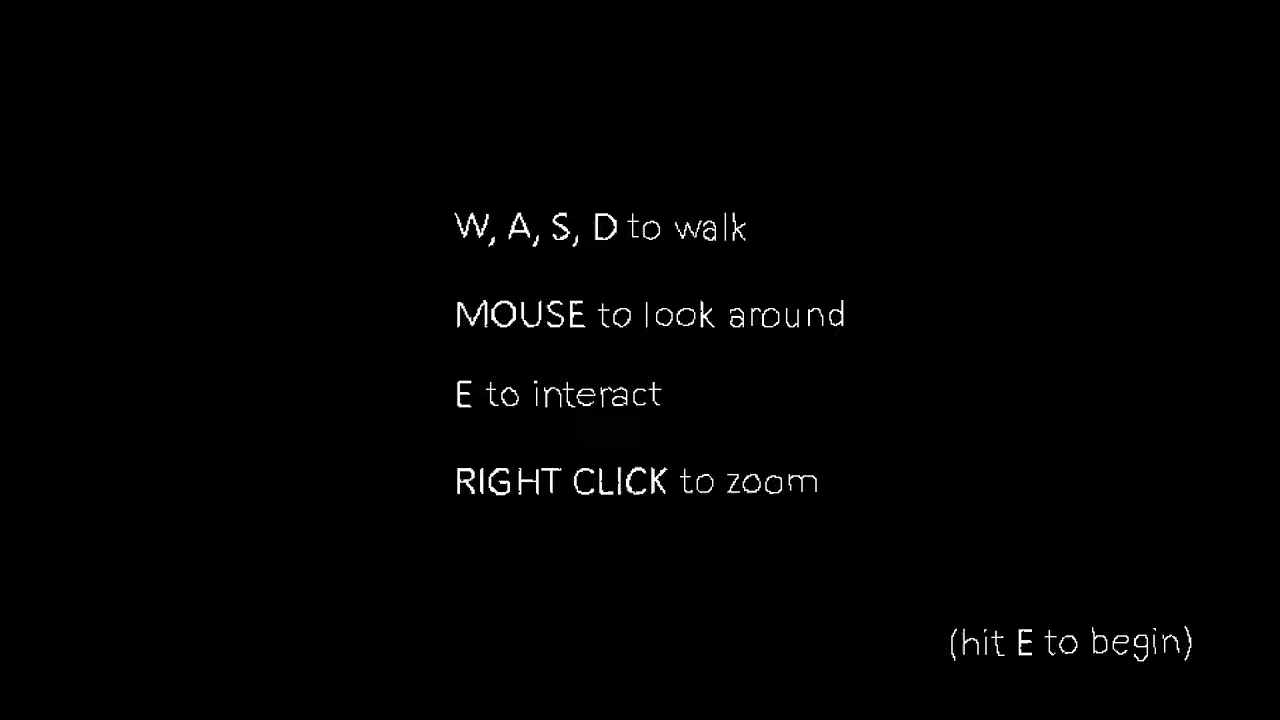 W, A, S, D to walk
MOUSE to look around
E to interact
RIGHT CLICK to zoom
(hit E to begin)